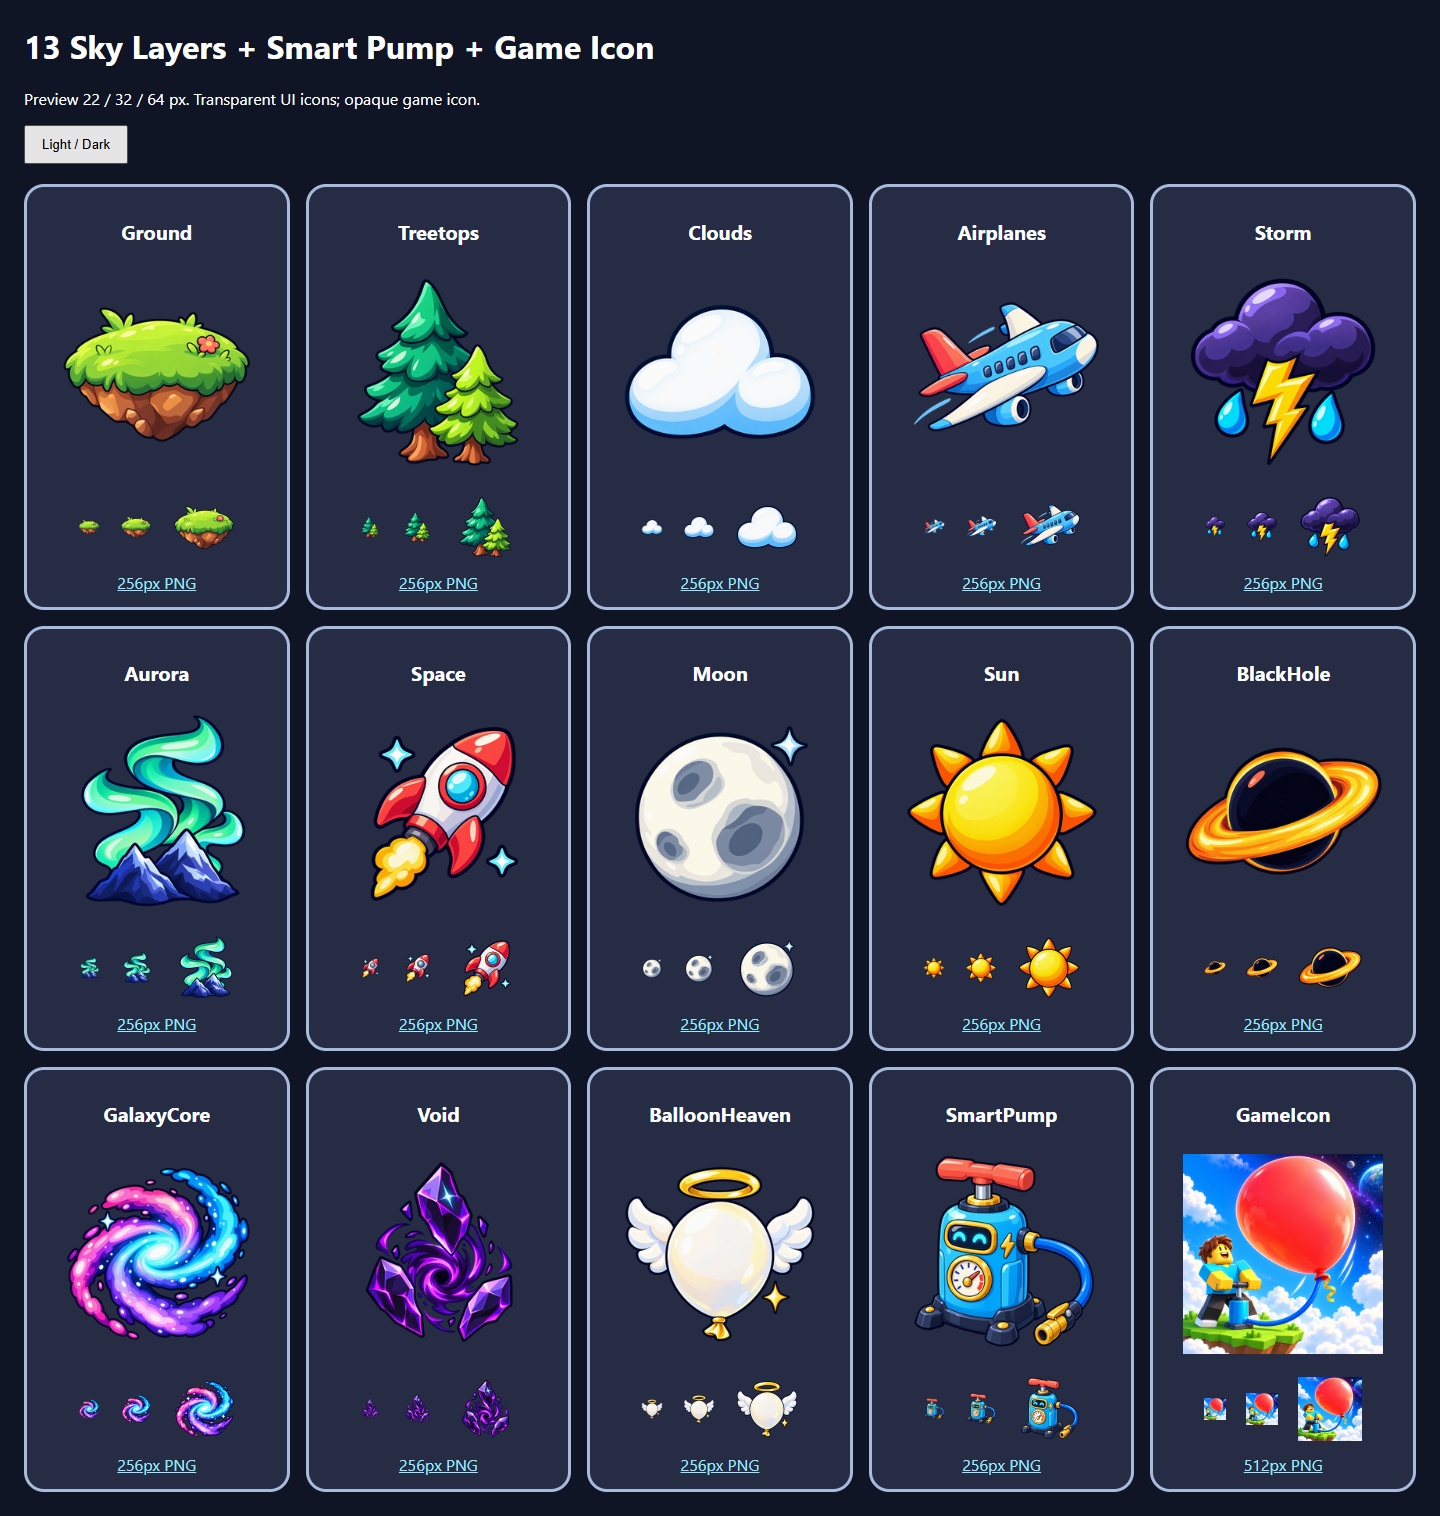 13 Sky Layers + Smart Pump + Game Icon
Preview 22 / 32 / 64 px. Transparent UI icons; opaque game icon.
Light / Dark
Ground
Treetops
Clouds
Airplanes
Storm
256px PNG
256px PNG
256px PNG
256px PNG
256px PNG
Aurora
Space
Moon
Sun
BlackHole
256px PNG
256px PNG
256px PNG
256px PNG
256px PNG
GalaxyCore
Void
BalloonHeaven
SmartPump
GameIcon
256px PNG
256px PNG
256px PNG
256px PNG
512px PNG